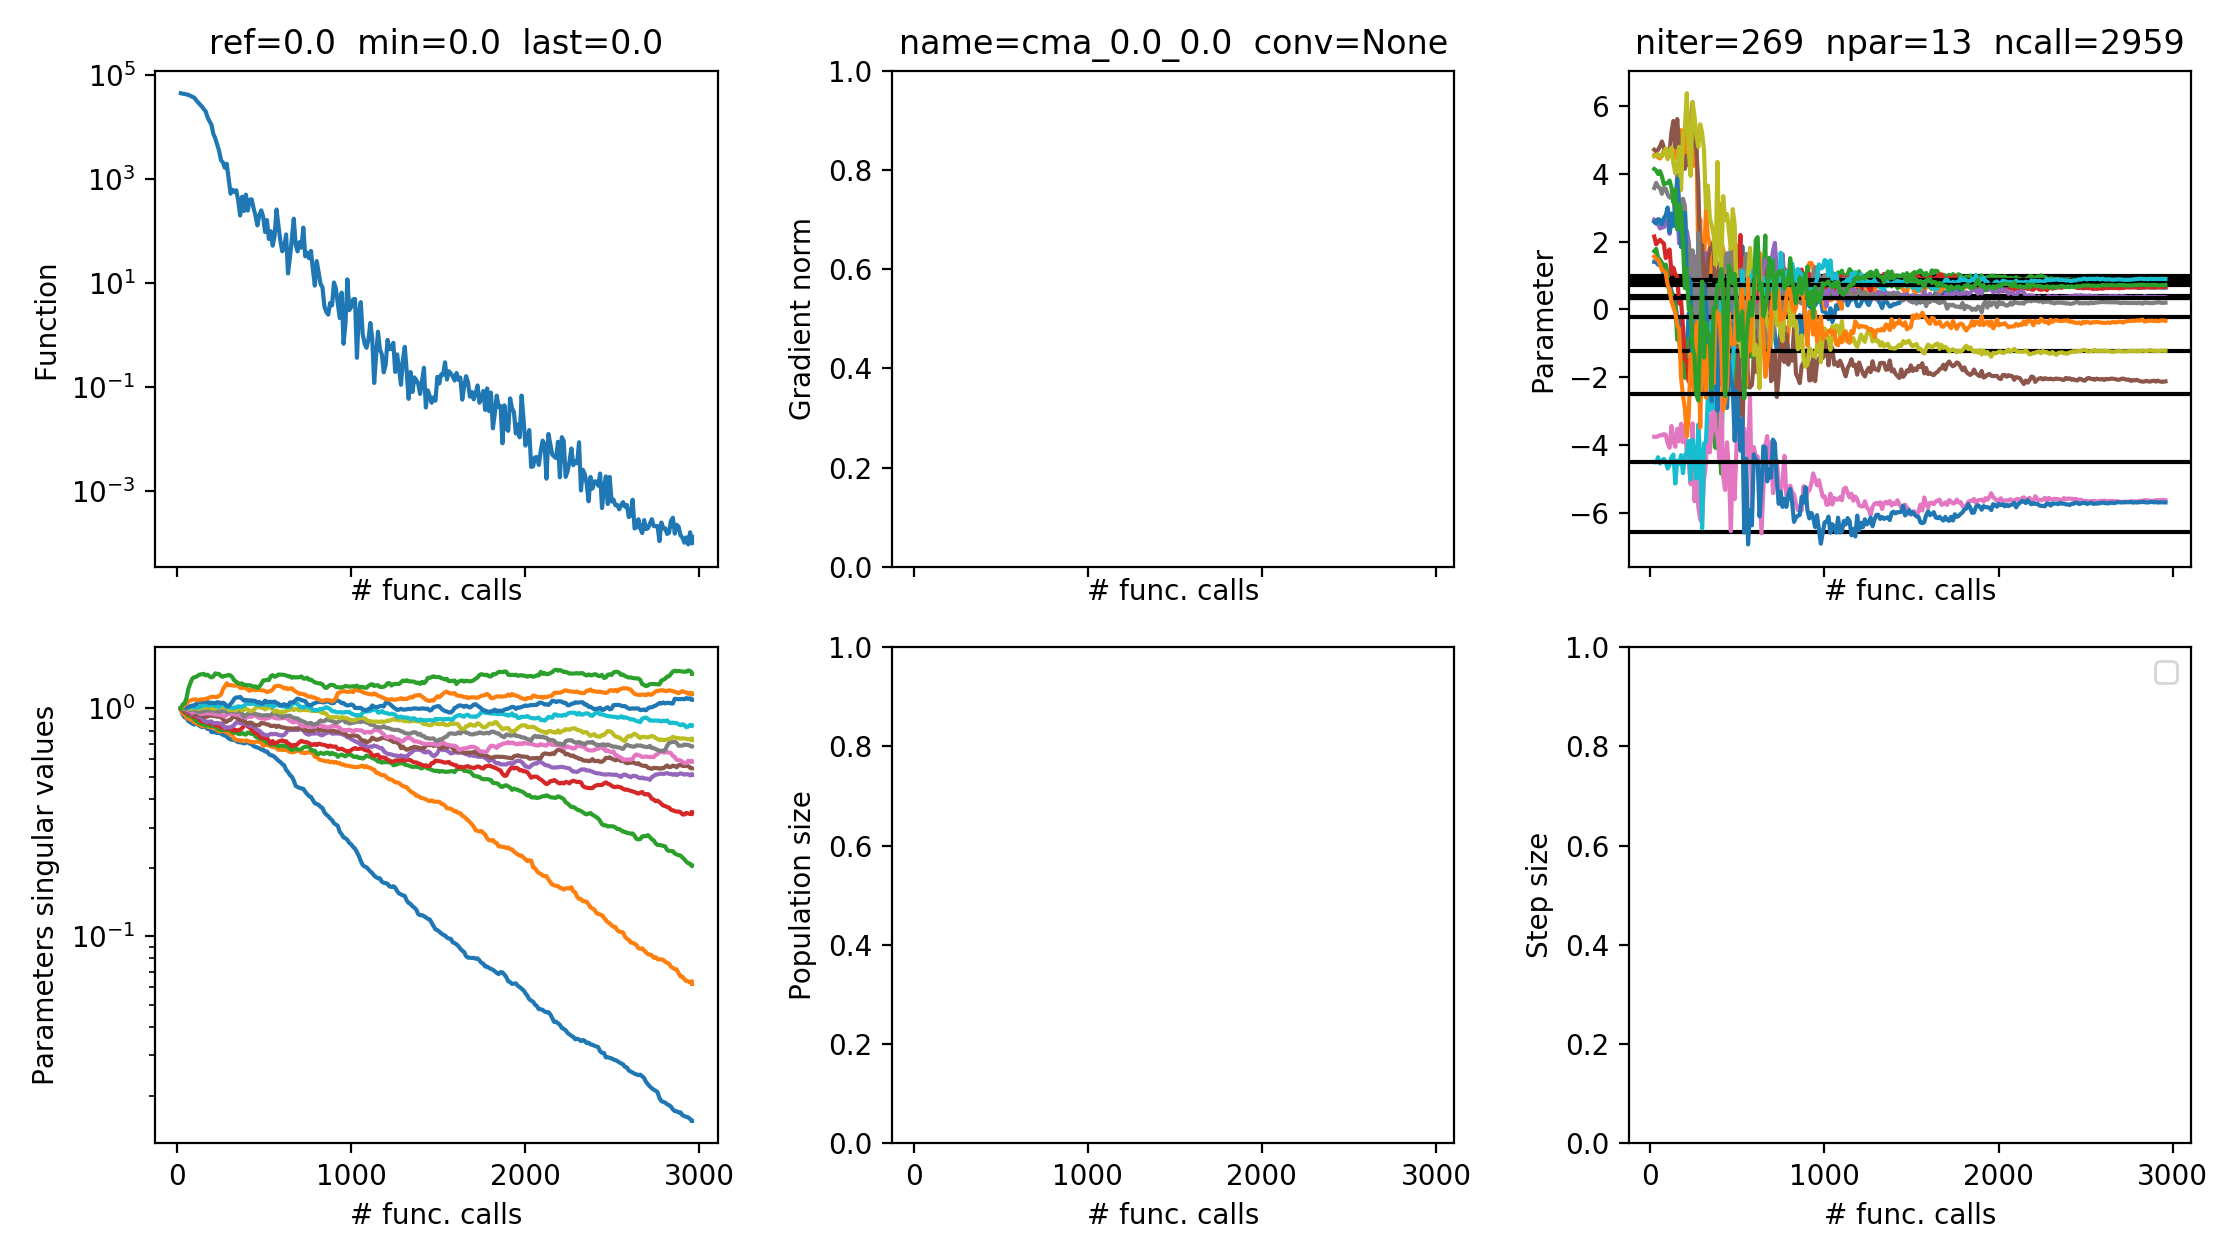 ref=0.0 min=0.0 last=0.0
Function
10^5
10^3
10^1
10^-1
10^-3
# func. calls
name=cma_0.0_0.0 conv=None
Gradient norm
1.0
0.8
0.6
0.4
0.2
0.0
# func. calls
niter=269 npar=13 ncall=2959
Parameter
6
4
2
0
−2
−4
−6
# func. calls
Parameters singular values
10^0
10^-1
0 1000 2000 3000
# func. calls
Population size
1.0
0.8
0.6
0.4
0.2
0.0
0 1000 2000 3000
# func. calls
Step size
1.0
0.8
0.6
0.4
0.2
0.0
0 1000 2000 3000
# func. calls